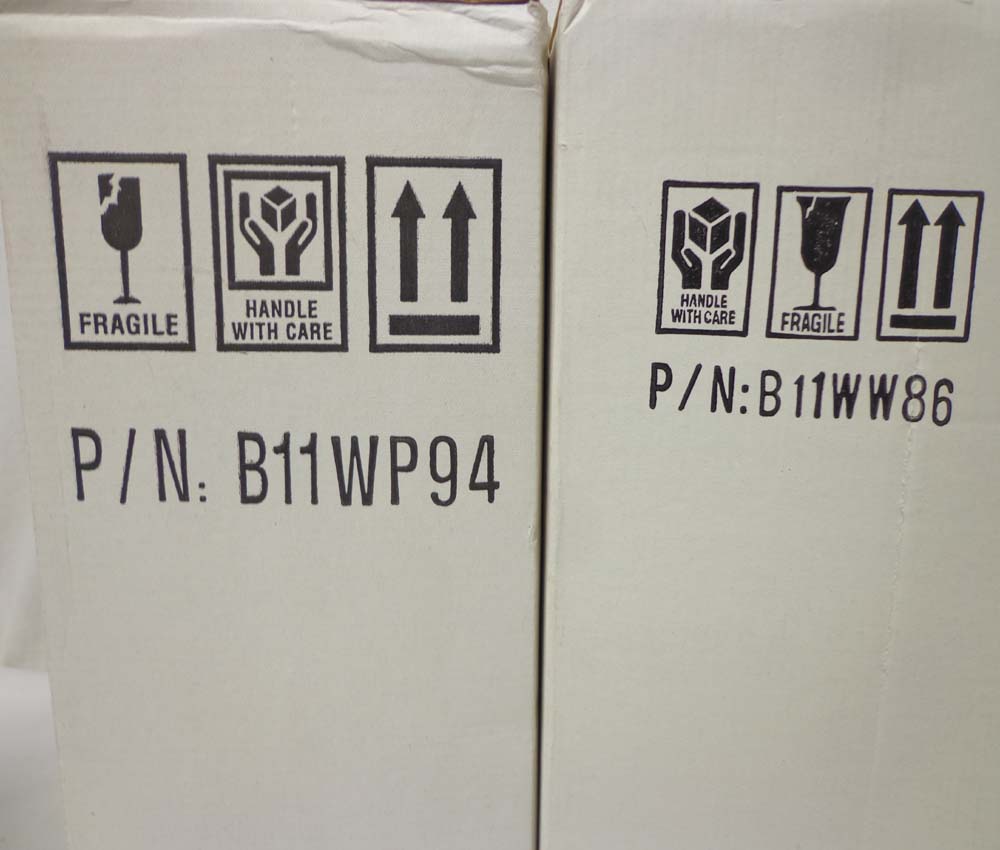 FRAGILE
HANDLE
WITH CARE
P/N: B11WP94
HANDLE
WITH CARE
FRAGILE
P/N:B11WW86